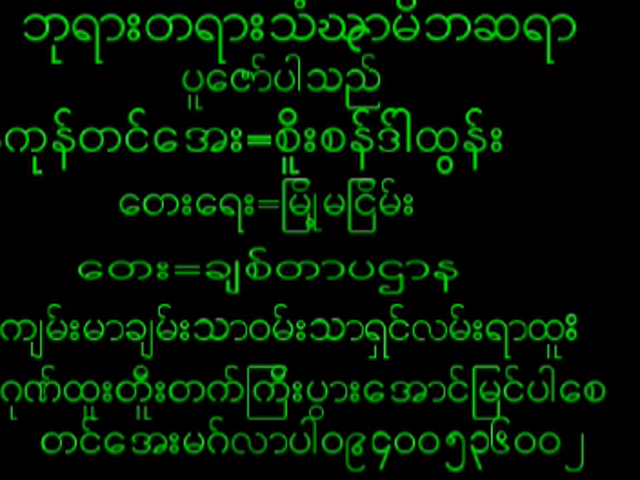 ဘုရားတရားသံဃာမိဘဆရာ
ပူဇော်ပါသည်
ကုန်တင်အေး=စိုးစန်ဒါ်ထွန်း
တေးရေး=မြို့မငြိမ်း
တေး=ချစ်တာပဌာန
ကျမ်းမာချမ်းသာဝမ်းသာရှင်လမ်းရာထူး
ဂုဏ်ထူးတိုးတက်ကြီးပွားအောင်မြင်ပါစေ
တင်အေးမင်္ဂလာပါ၀၉၄၀၀၅၃၆၀၀၂